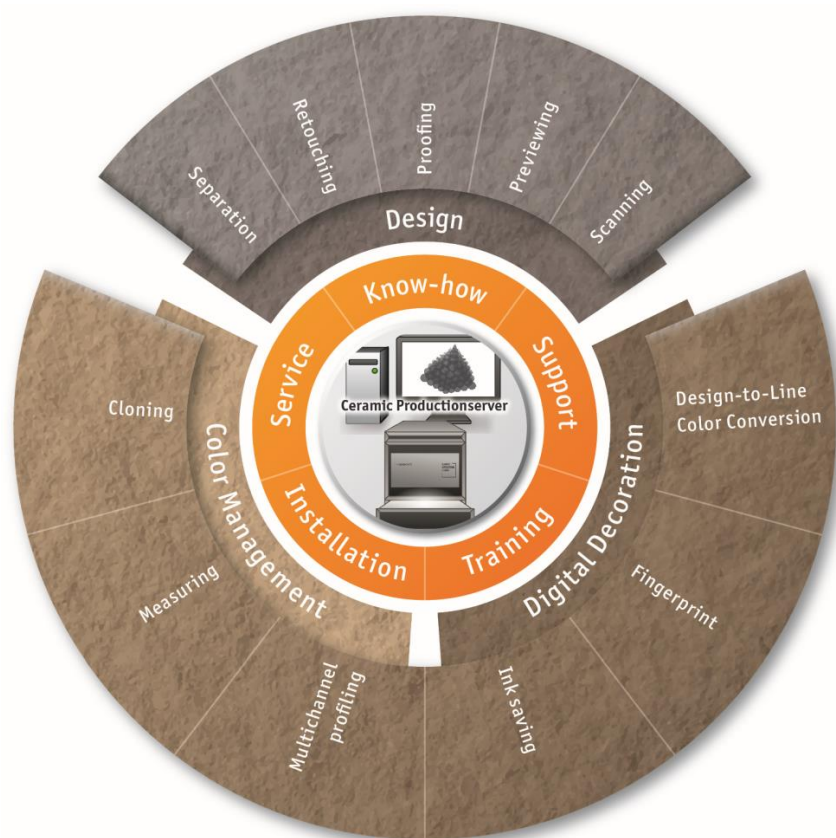 Separation
Retouching
Proofing
Previewing
Scanning
Design
Know-how
Service
Support
Installation
Training
Ceramic Productionserver
Color Management
Cloning
Measuring
Multichannel
profiling
Digital Decoration
Design-to-Line
Color Conversion
Fingerprint
Ink saving